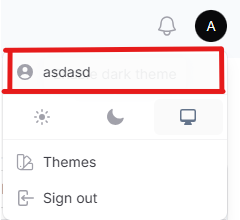 A
asdasd
dark theme
Themes
Sign out